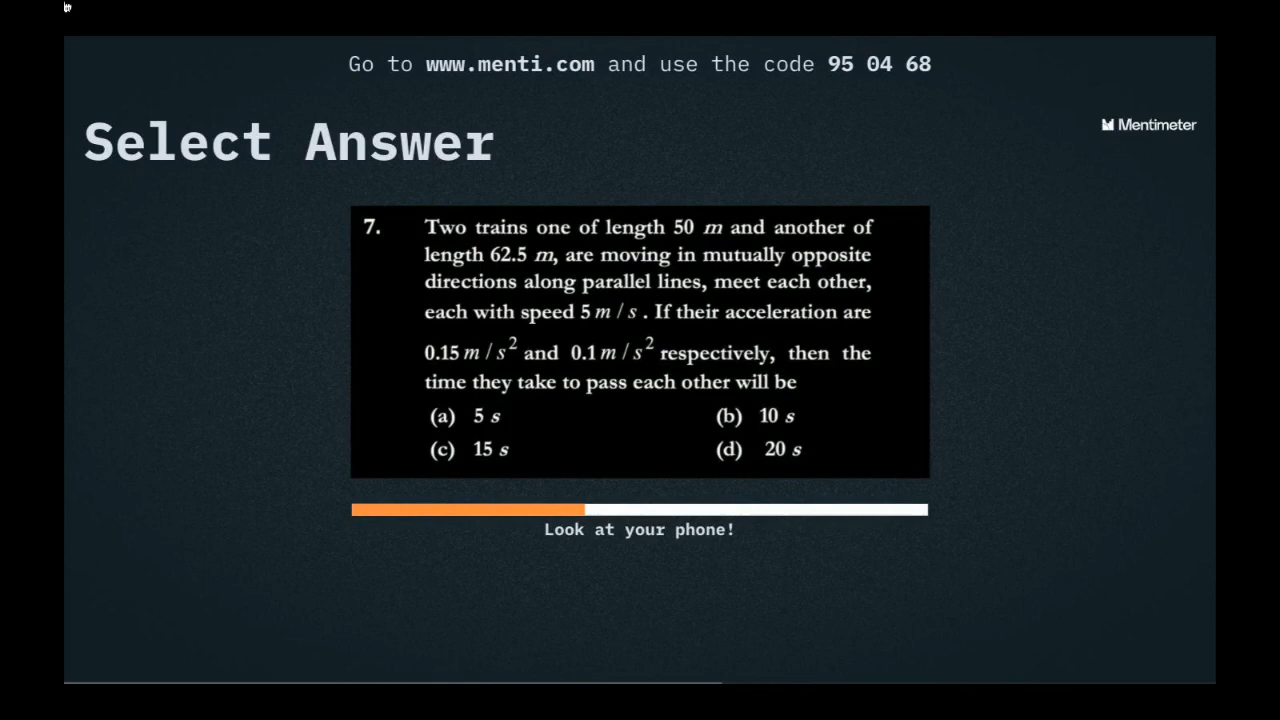 Go to www.menti.com and use the code 95 04 68
Select Answer
Mentimeter
7. Two trains one of length 50 m and another of
length 62.5 m, are moving in mutually opposite
directions along parallel lines, meet each other,
each with speed 5 m / s . If their acceleration are
0.15 m / s² and 0.1 m / s² respectively, then the
time they take to pass each other will be
(a) 5 s (b) 10 s
(c) 15 s (d) 20 s
Look at your phone!